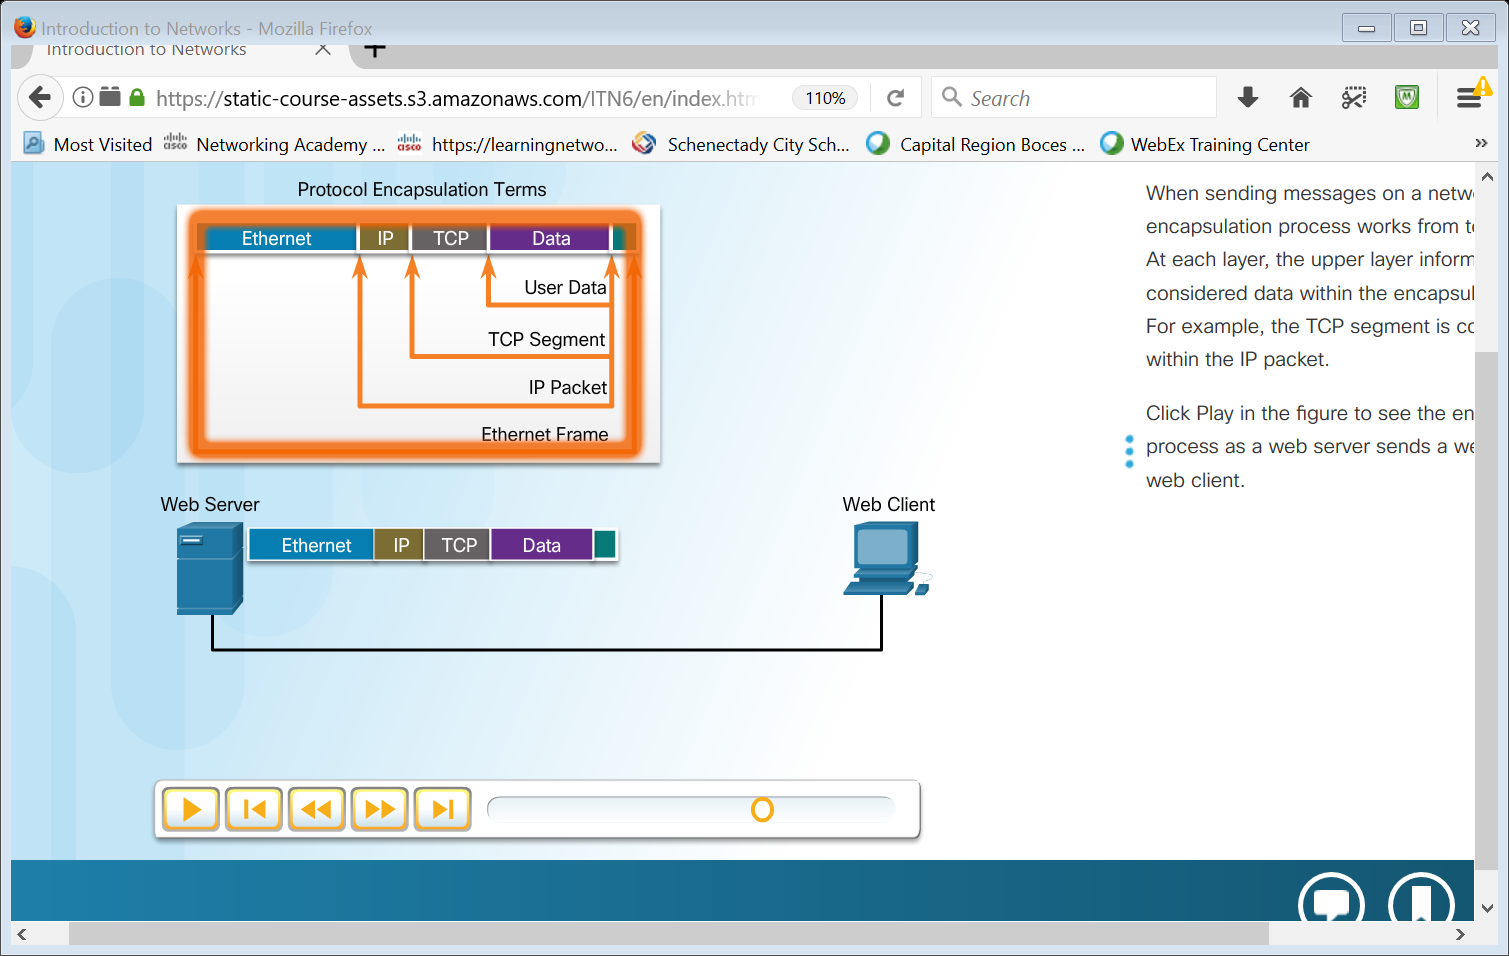 Introduction to Networks - Mozilla Firefox
Introduction to Networks
https://static-course-assets.s3.amazonaws.com/ITN6/en/index.htm
110%
Search
Most Visited
cisco
Networking Academy ...
cisco
https://learningnetwo...
Schenectady City Sch...
Capital Region Boces ...
WebEx Training Center
Protocol Encapsulation Terms
Ethernet IP TCP Data
User Data
TCP Segment
IP Packet
Ethernet Frame
Web Server
Ethernet IP TCP Data
Web Client
When sending messages on a netw
encapsulation process works from t
At each layer, the upper layer inform
considered data within the encapsul
For example, the TCP segment is co
within the IP packet.
Click Play in the figure to see the en
process as a web server sends a we
web client.